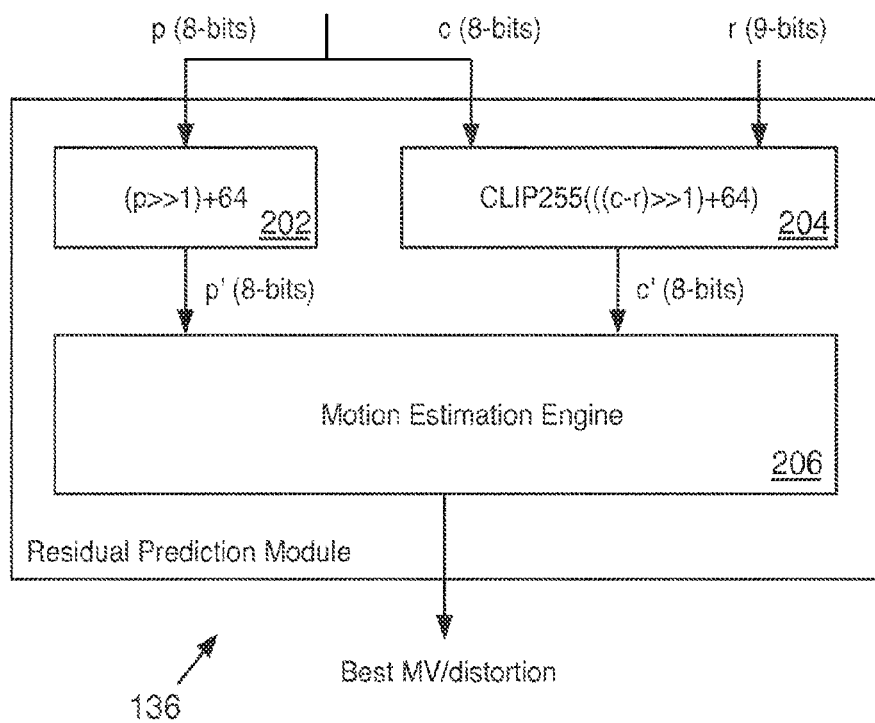 p (8-bits) c (8-bits) r (9-bits)
(p>>1)+64
202
CLIP255(((c-r)>>1)+64)
204
p' (8-bits) c' (8-bits)
Motion Estimation Engine
206
Residual Prediction Module
136
Best MV/distortion